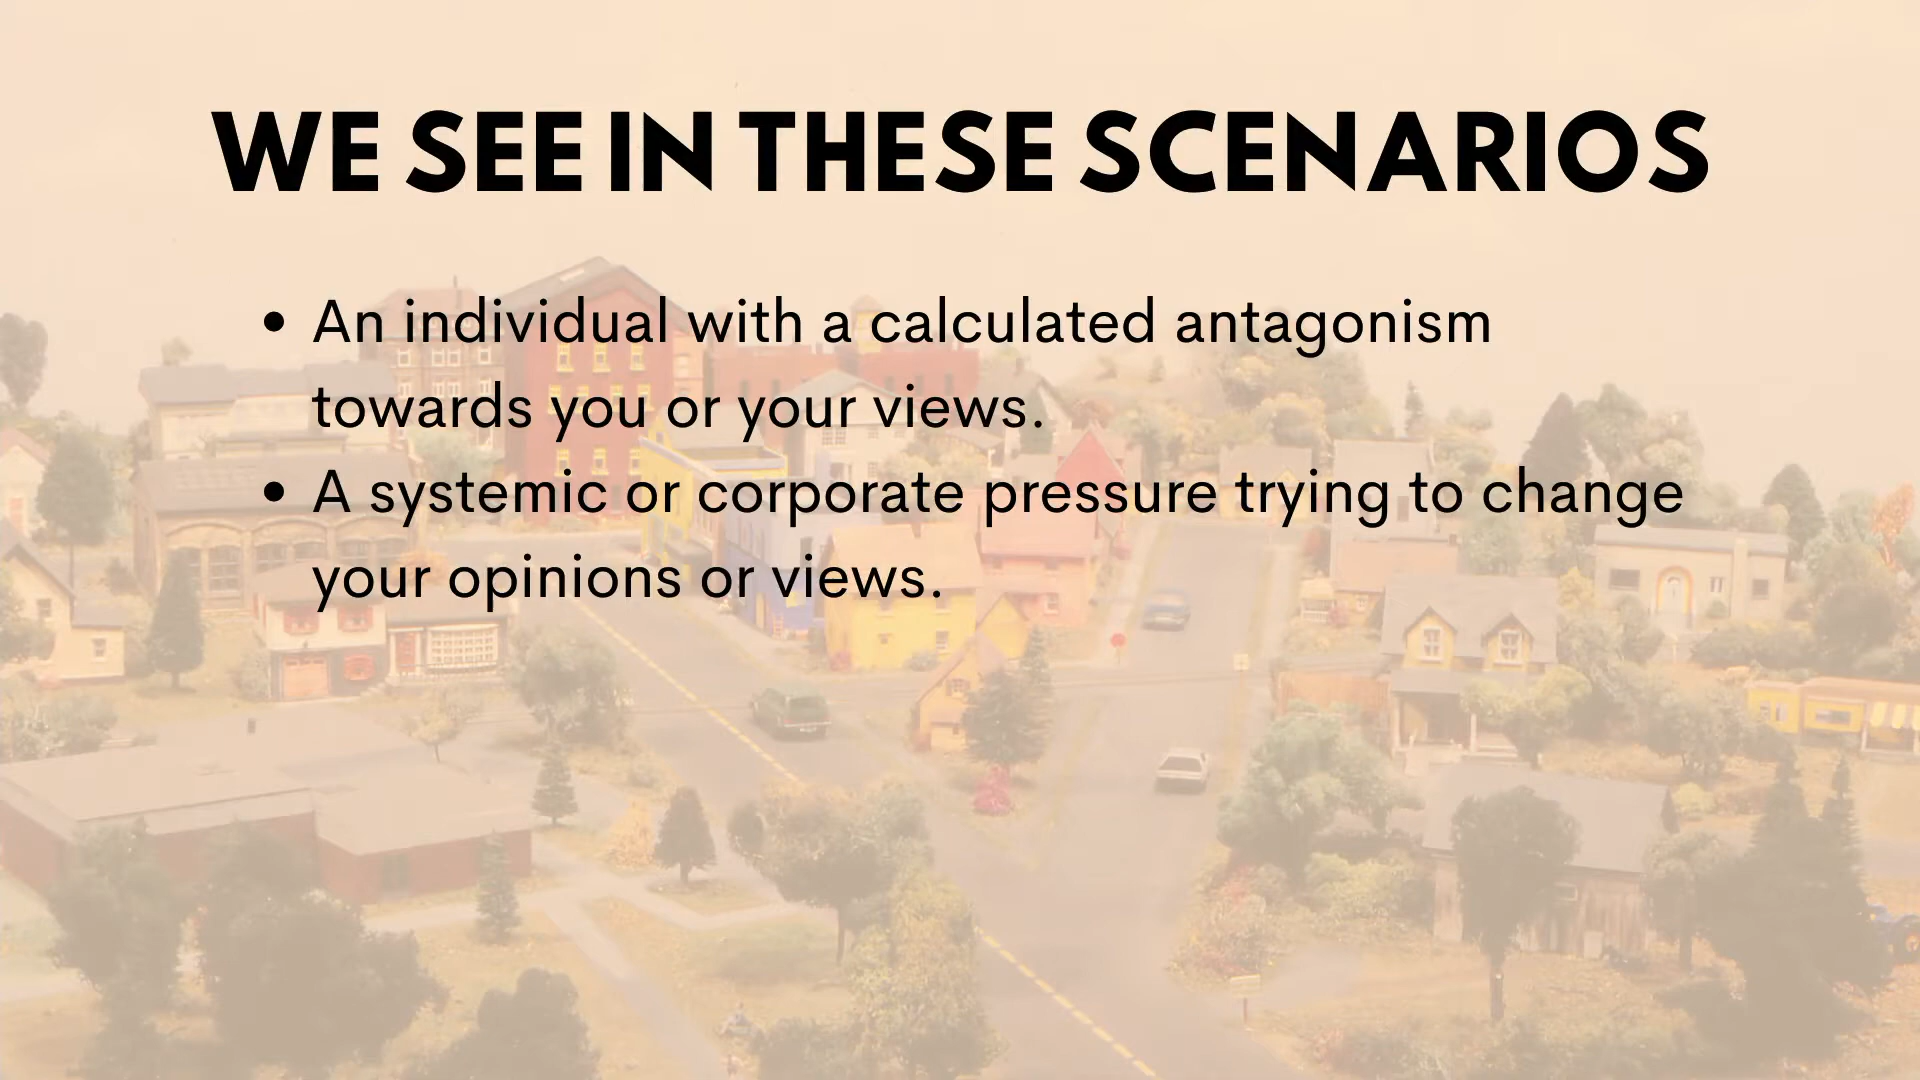 WE SEE IN THESE SCENARIOS
• An individual with a calculated antagonism
towards you or your views.
• A systemic or corporate pressure trying to change
your opinions or views.